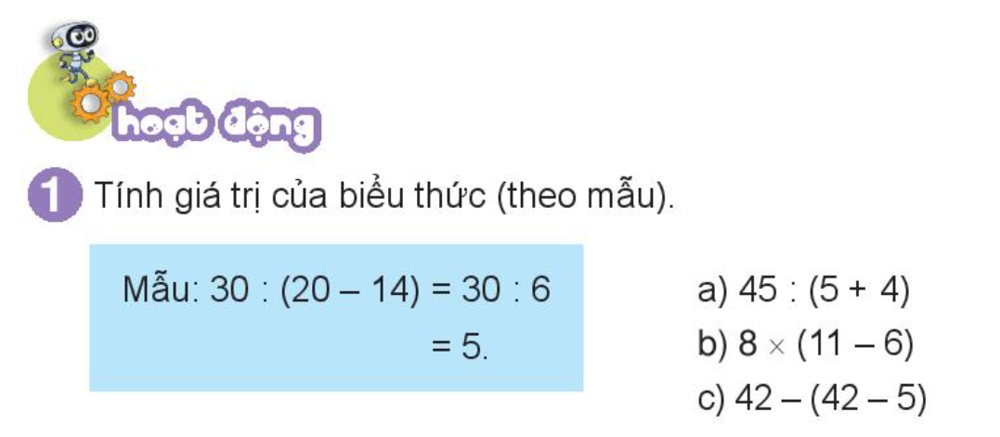 hoạt động
1 Tính giá trị của biểu thức (theo mẫu).
Mẫu: 30 : (20 – 14) = 30 : 6
= 5.
a) 45 : (5 + 4)
b) 8 × (11 – 6)
c) 42 – (42 – 5)